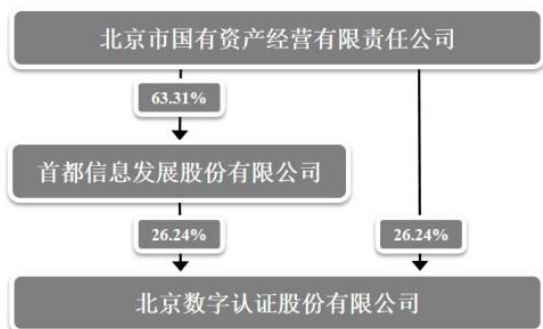 北京市国有资产经营有限责任公司
63.31%
首都信息发展股份有限公司
26.24%
26.24%
北京数字认证股份有限公司